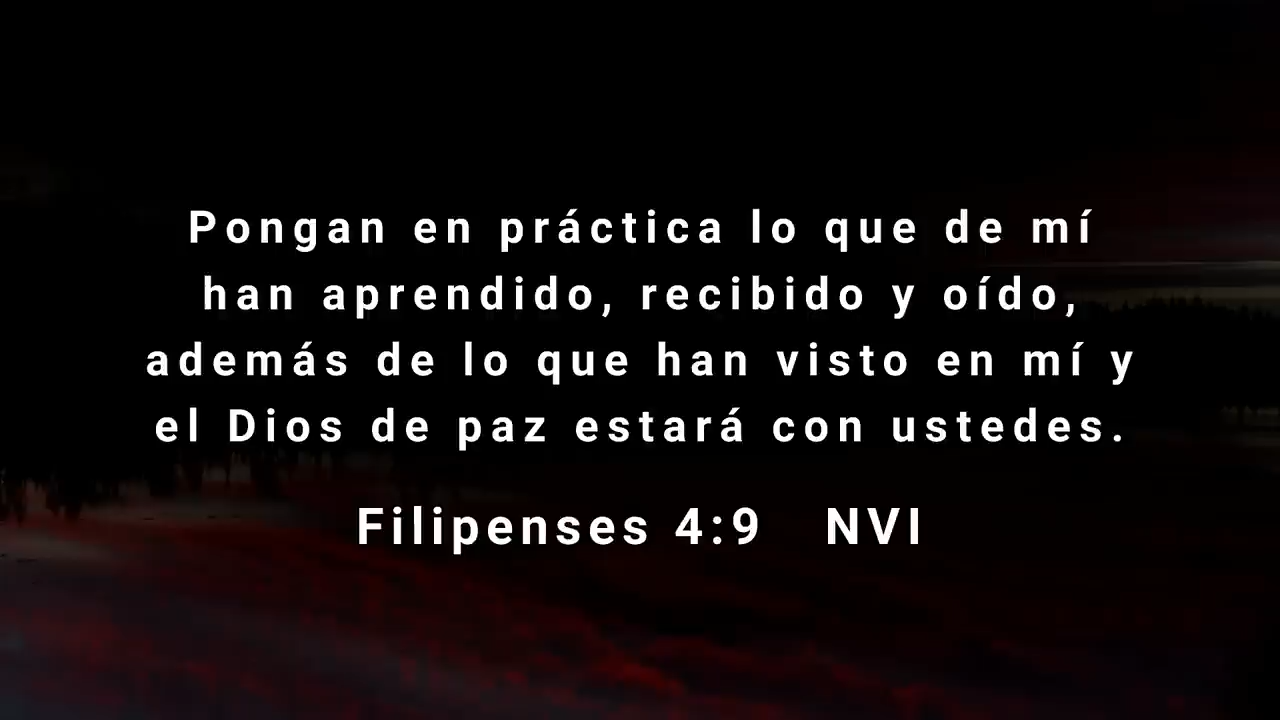 Pongan en práctica lo que de mí
han aprendido, recibido y oído,
además de lo que han visto en mí y
el Dios de paz estará con ustedes.
Filipenses 4:9 NVI